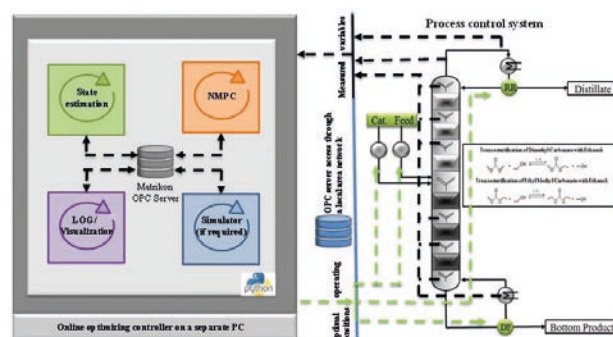 State
estimation
NMPC
Matrikon
OPC Server
LOG/
Visualization
Simulator
(if required)
python
Online optimizing controller on a separate PC
Measured variables
OPC server access through
a local area network
operating
Process control system
Cat. Feed
RR
Distillate
Transesterification of Dimethyl Carbonate with Ethanol:
Transesterification of Ethyl Methyl Carbonate with Ethanol:
DF
Bottom Product